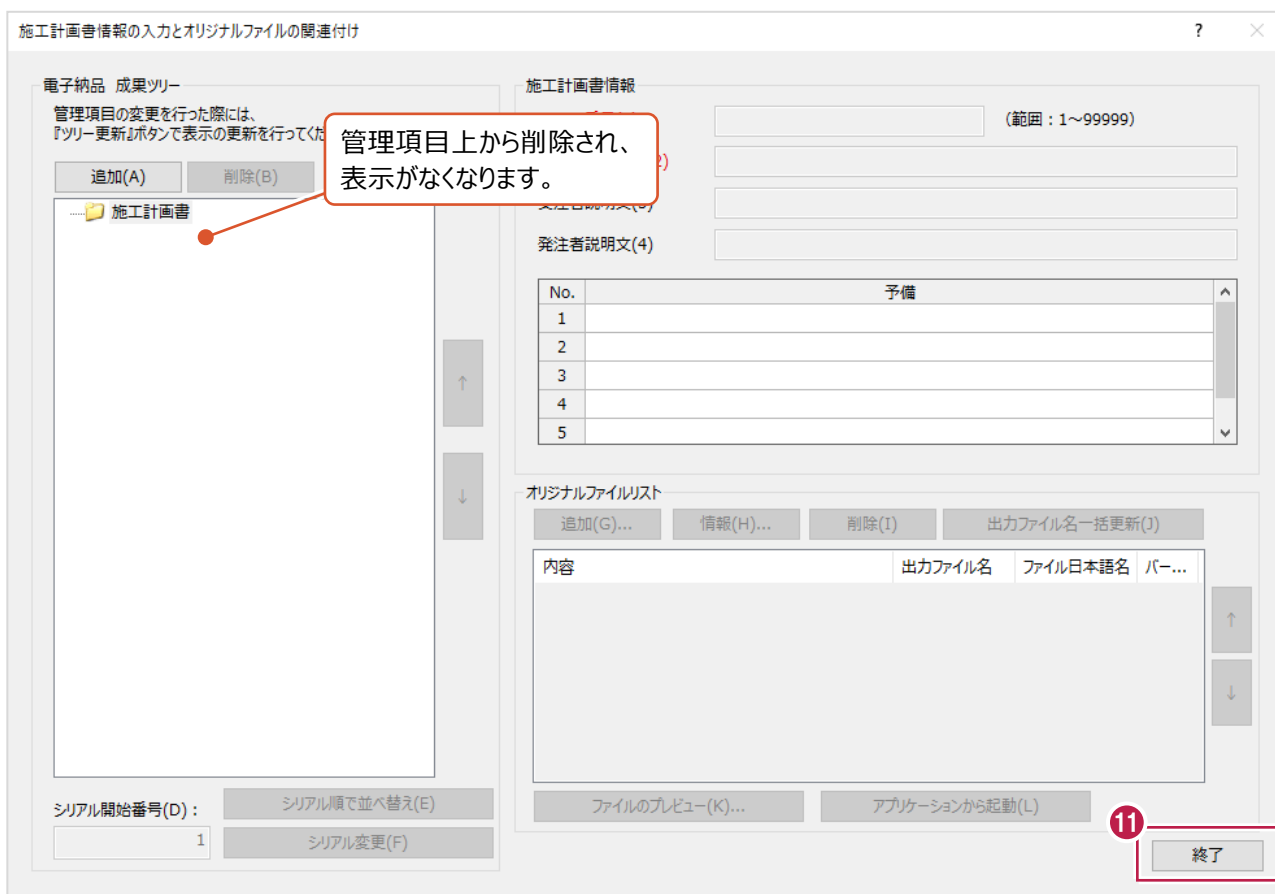 施工計画書情報の入力とオリジナルファイルの関連付け
?
電子納品 成果ツリー
管理項目の変更を行った際には、
『ツリー更新』ボタンで表示の更新を行ってくだ
追加(A)
削除(B)
管理項目上から削除され、
表示がなくなります。
施工計画書
↑
↓
シリアル開始番号(D)：
1
シリアル順で並べ替え(E)
シリアル変更(F)
施工計画書情報
(範囲：1～99999)
2)
発注者説明文(4)
No. 予備
1
2
3
4
5
オリジナルファイルリスト
追加(G)...
情報(H)...
削除(I)
出力ファイル名一括更新(J)
内容 出力ファイル名 ファイル日本語名 バー...
↑
↓
ファイルのプレビュー(K)...
アプリケーションから起動(L)
11
終了